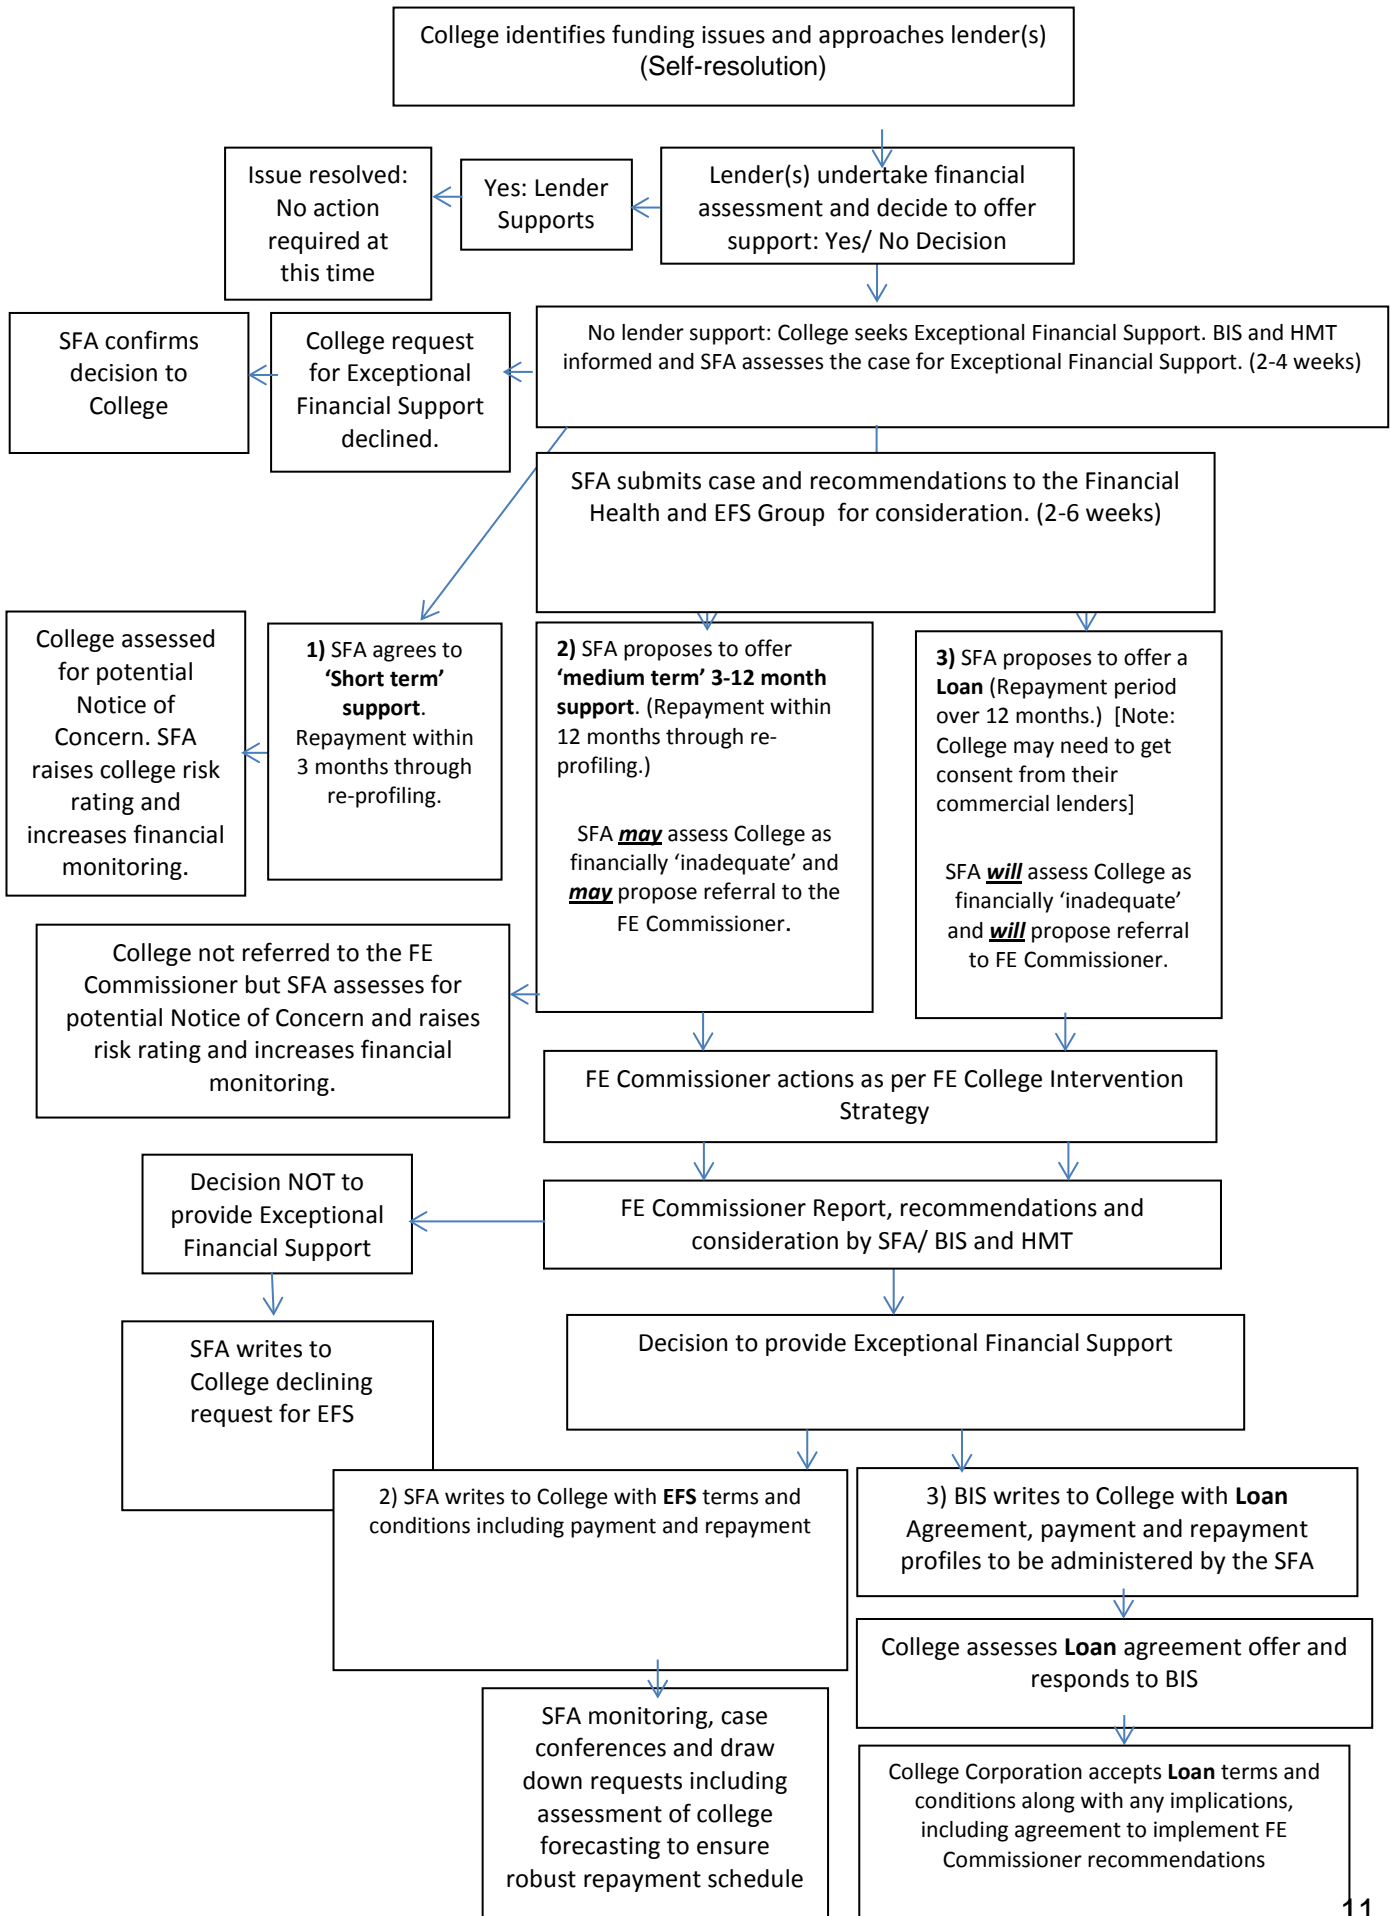 College identifies funding issues and approaches lender(s)
(Self-resolution)
Issue resolved:
No action
required at
this time
Yes: Lender
Supports
Lender(s) undertake financial
assessment and decide to offer
support: Yes/ No Decision
SFA confirms
decision to
College
College request
for Exceptional
Financial Support
declined.
No lender support: College seeks Exceptional Financial Support. BIS and HMT
informed and SFA assesses the case for Exceptional Financial Support. (2-4 weeks)
SFA submits case and recommendations to the Financial
Health and EFS Group for consideration. (2-6 weeks)
College assessed
for potential
Notice of
Concern. SFA
raises college risk
rating and
increases financial
monitoring.
1) SFA agrees to
‘Short term’
support.
Repayment within
3 months through
re-profiling.
2) SFA proposes to offer
‘medium term’ 3-12 month
support. (Repayment within
12 months through re-
profiling.)
SFA may assess College as
financially ‘inadequate’ and
may propose referral to the
FE Commissioner.
3) SFA proposes to offer a
Loan (Repayment period
over 12 months.) [Note:
College may need to get
consent from their
commercial lenders]
SFA will assess College as
financially ‘inadequate’
and will propose referral
to FE Commissioner.
College not referred to the FE
Commissioner but SFA assesses for
potential Notice of Concern and raises
risk rating and increases financial
monitoring.
FE Commissioner actions as per FE College Intervention
Strategy
Decision NOT to
provide Exceptional
Financial Support
FE Commissioner Report, recommendations and
consideration by SFA/ BIS and HMT
SFA writes to
College declining
request for EFS
Decision to provide Exceptional Financial Support
2) SFA writes to College with EFS terms and
conditions including payment and repayment
3) BIS writes to College with Loan
Agreement, payment and repayment
profiles to be administered by the SFA
College assesses Loan agreement offer and
responds to BIS
SFA monitoring, case
conferences and draw
down requests including
assessment of college
forecasting to ensure
robust repayment schedule
College Corporation accepts Loan terms and
conditions along with any implications,
including agreement to implement FE
Commissioner recommendations
11